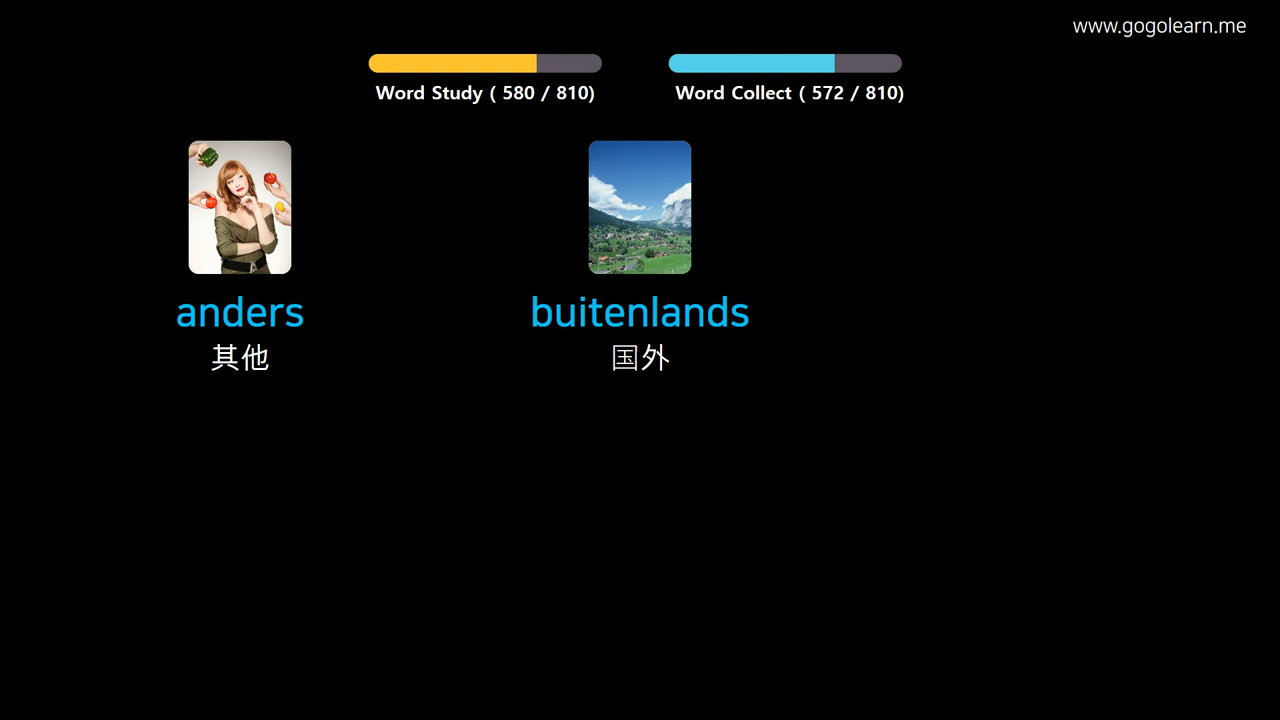 www.gogolearn.me
Word Study ( 580 / 810)
Word Collect ( 572 / 810)
anders
其他
buitenlands
国外